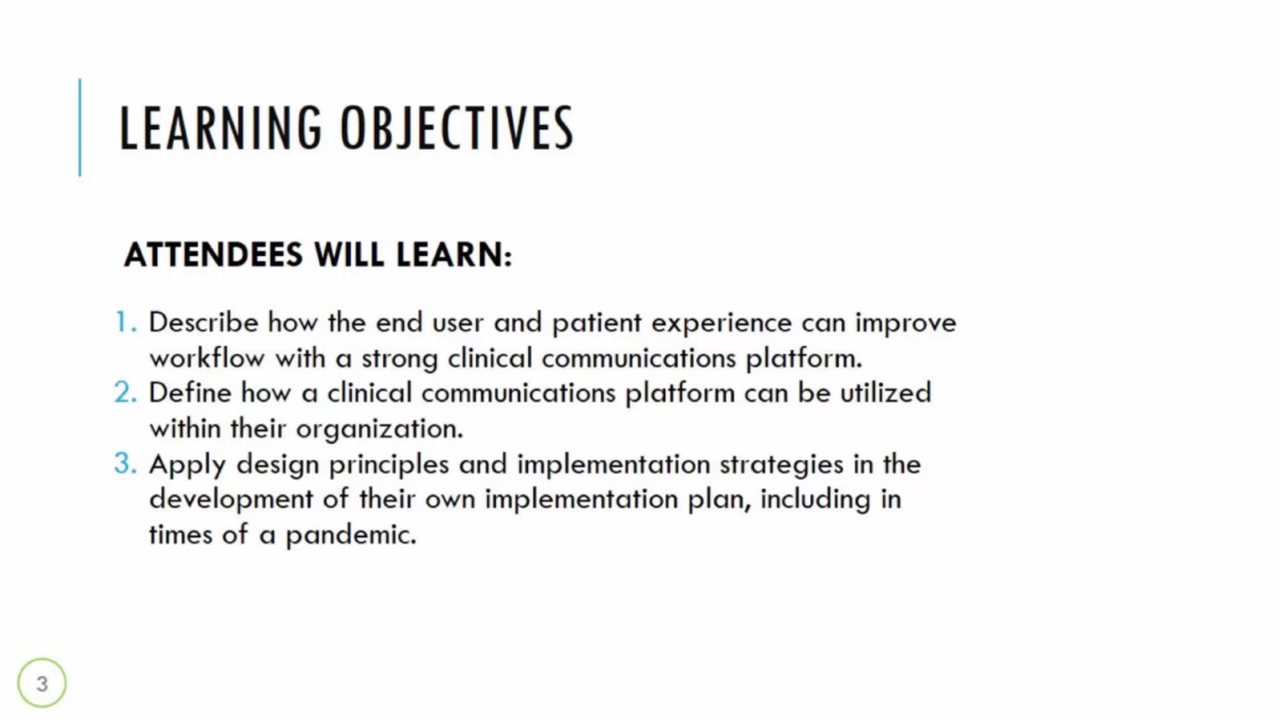 LEARNING OBJECTIVES
ATTENDEES WILL LEARN:
1. Describe how the end user and patient experience can improve
workflow with a strong clinical communications platform.
2. Define how a clinical communications platform can be utilized
within their organization.
3. Apply design principles and implementation strategies in the
development of their own implementation plan, including in
times of a pandemic.
3